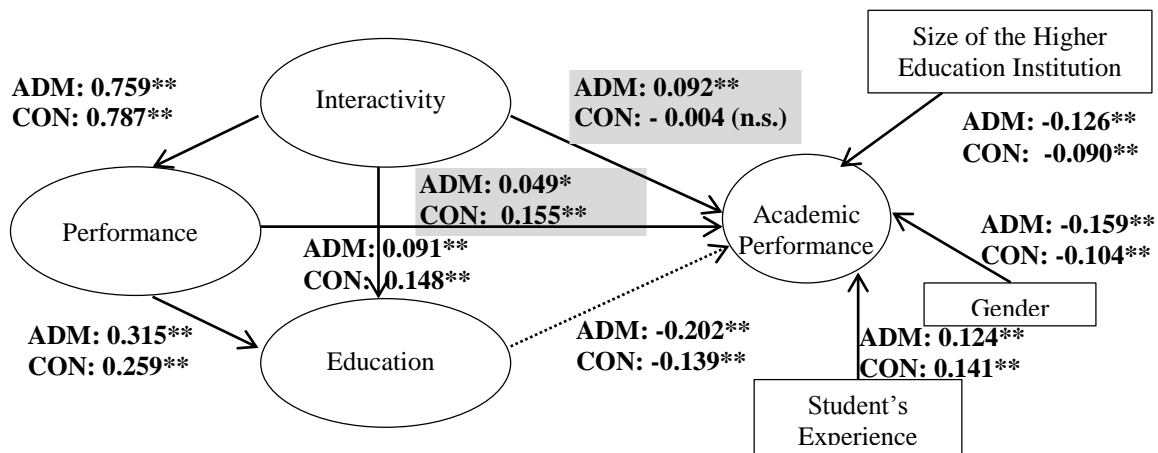 Size of the Higher
Education Institution
ADM: 0.759**
CON: 0.787**
Interactivity
ADM: 0.092**
CON: - 0.004 (n.s.)
ADM: -0.126**
CON: -0.090**
ADM: 0.049*
CON: 0.155**
Performance
Academic
Performance
ADM: -0.159**
CON: -0.104**
ADM: 0.091**
CON: 0.148**
Gender
ADM: 0.315**
CON: 0.259**
Education
ADM: -0.202**
CON: -0.139**
ADM: 0.124**
CON: 0.141**
Student’s
Experience